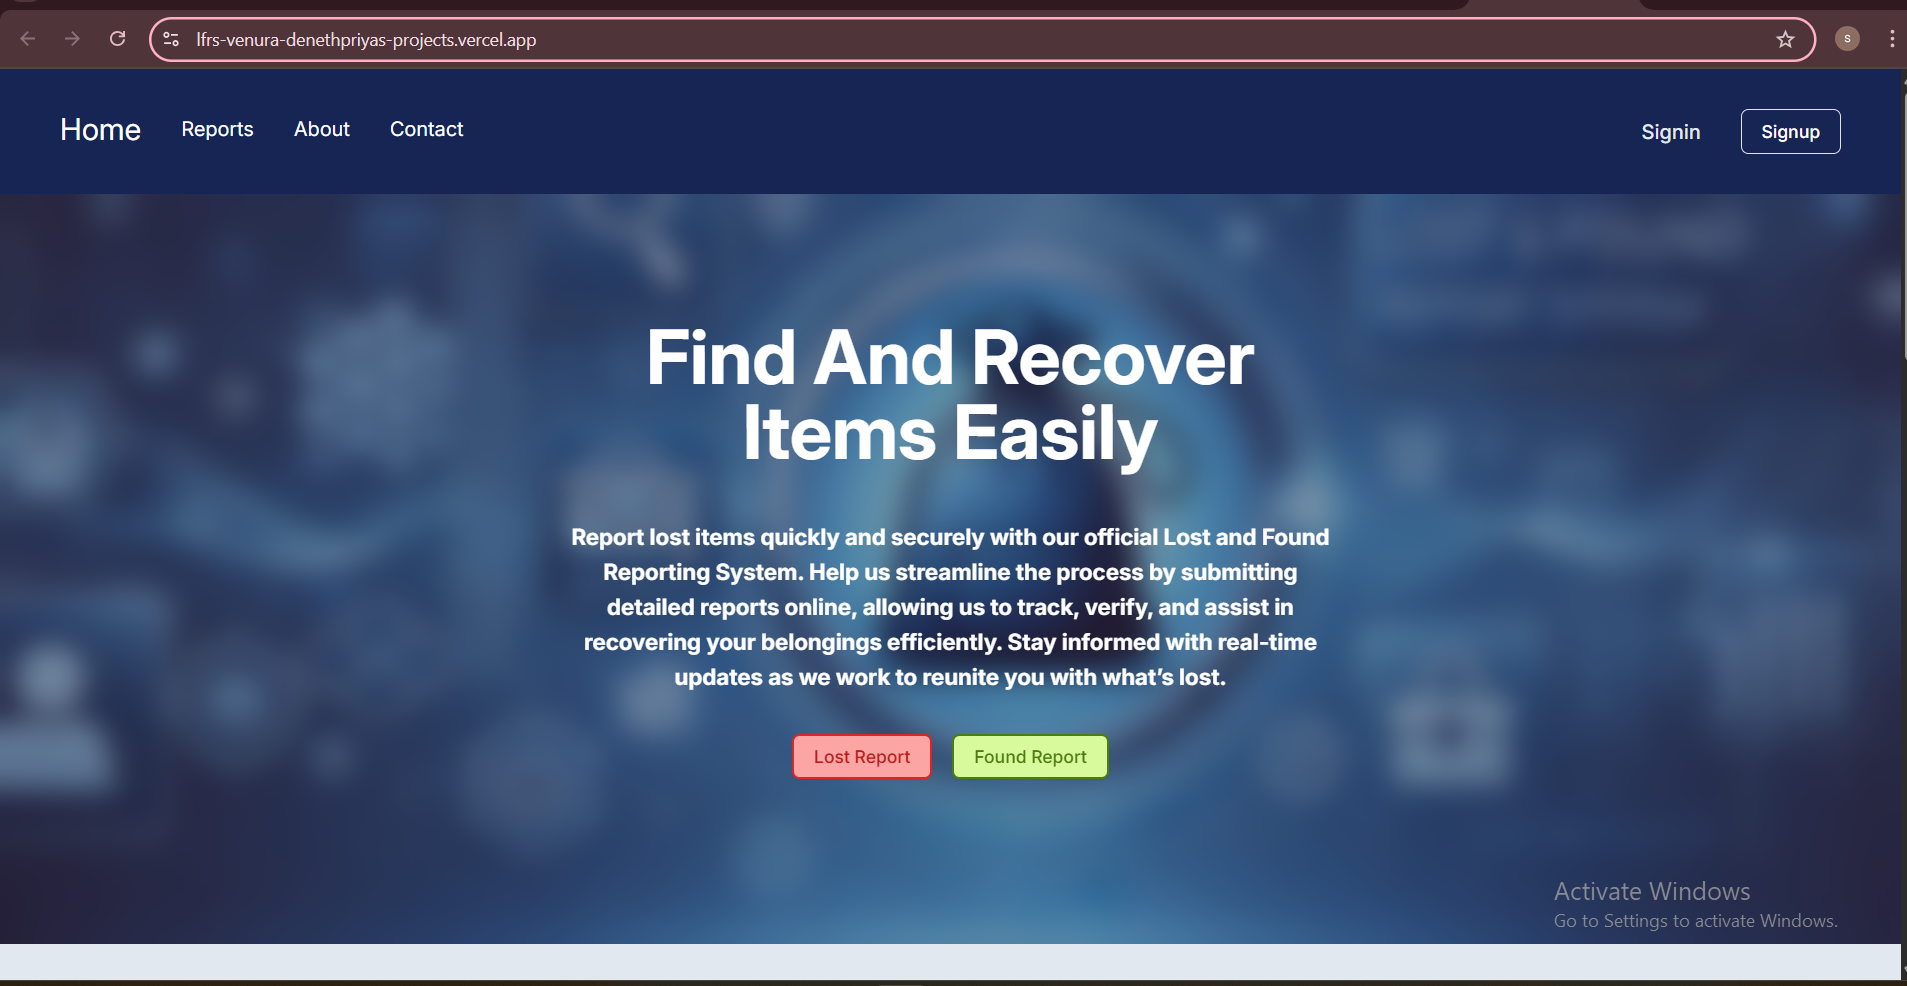 lfrs-venura-denethpriyas-projects.vercel.app
S
Home Reports About Contact Signin Signup
Find And Recover
Items Easily
Report lost items quickly and securely with our official Lost and Found
Reporting System. Help us streamline the process by submitting
detailed reports online, allowing us to track, verify, and assist in
recovering your belongings efficiently. Stay informed with real-time
updates as we work to reunite you with what’s lost.
Lost Report Found Report
Activate Windows
Go to Settings to activate Windows.